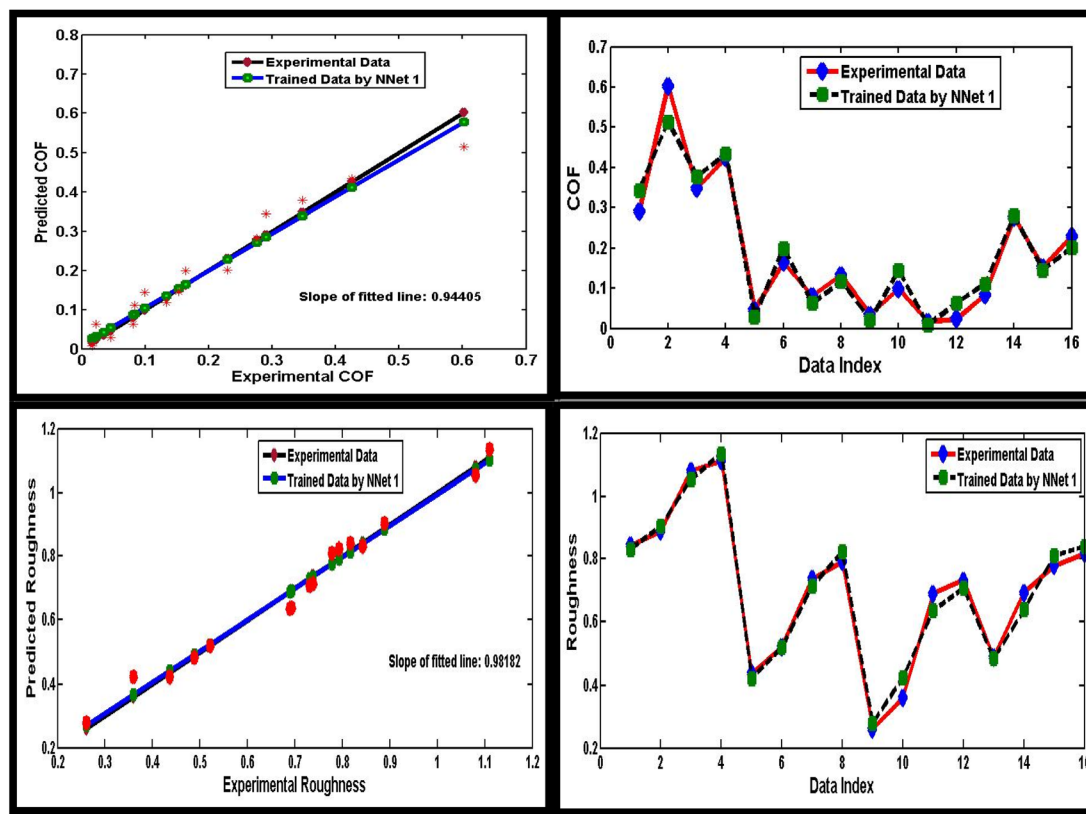 0.8
0.7
0.6
0.5
0.4
0.3
0.2
0.1
0
Predicted COF
Experimental Data
Trained Data by NNet 1
Slope of fitted line: 0.94405
0 0.1 0.2 0.3 0.4 0.5 0.6 0.7
Experimental COF
0.7
0.6
0.5
0.4
0.3
0.2
0.1
0
COF
Experimental Data
Trained Data by NNet 1
0 2 4 6 8 10 12 14 16
Data Index
1.2
1
0.8
0.6
0.4
0.2
Predicted Roughness
Experimental Data
Trained Data by NNet 1
Slope of fitted line: 0.98182
0.2 0.3 0.4 0.5 0.6 0.7 0.8 0.9 1 1.1 1.2
Experimental Roughness
1.2
1
0.8
0.6
0.4
0.2
Roughness
Experimental Data
Trained Data by NNet 1
0 2 4 6 8 10 12 14 16
Data Index